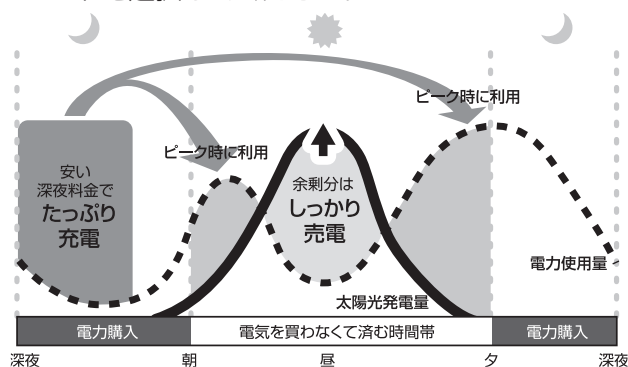 ピーク時に利用
ピーク時に利用
安い
深夜料金で
たっぷり
充電
余剰分は
しっかり
売電
電力使用量
太陽光発電量
電力購入
電気を買わなくて済む時間帯
電力購入
深夜
朝
昼
夕
深夜